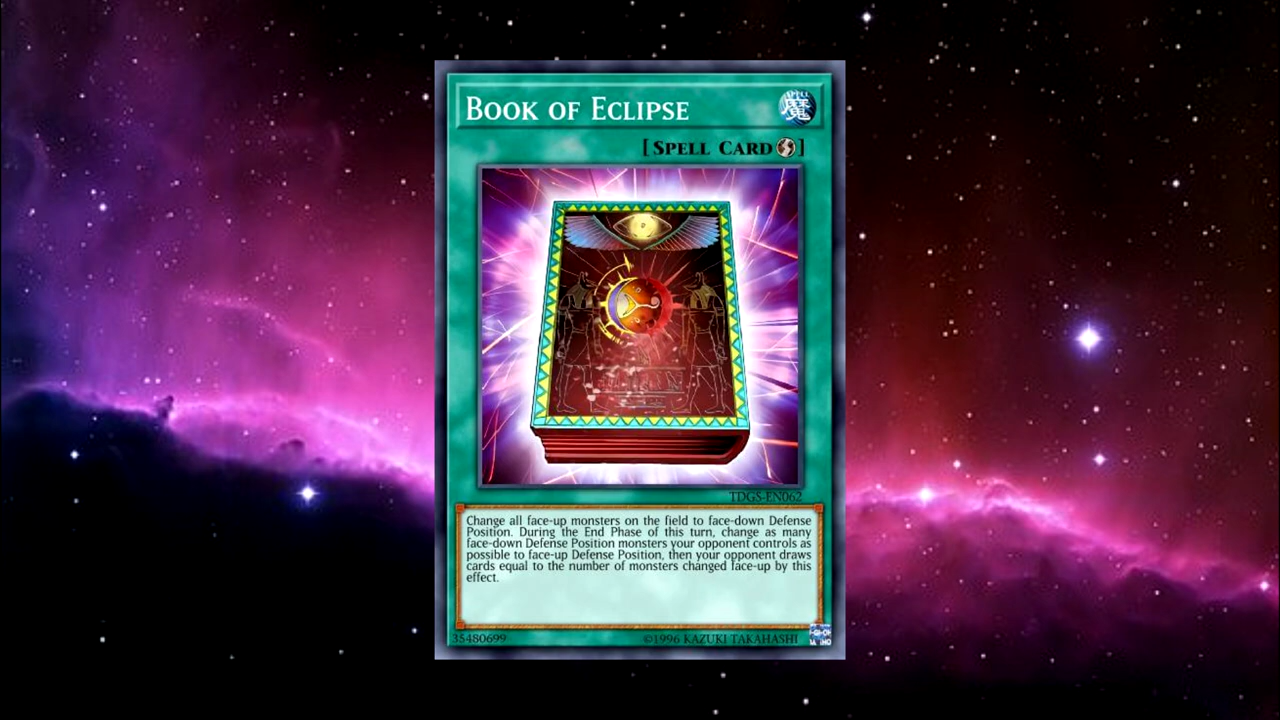 Book of Eclipse
SPELL
魔
[Spell Card]
TDGS-EN062
Change all face-up monsters on the field to face-down Defense
Position. During the End Phase of this turn, change as many
face-down Defense Position monsters your opponent controls as
possible to face-up Defense Position, then your opponent draws
cards equal to the number of monsters changed face-up by this
effect.
35480699
©1996 KAZUKI TAKAHASHI